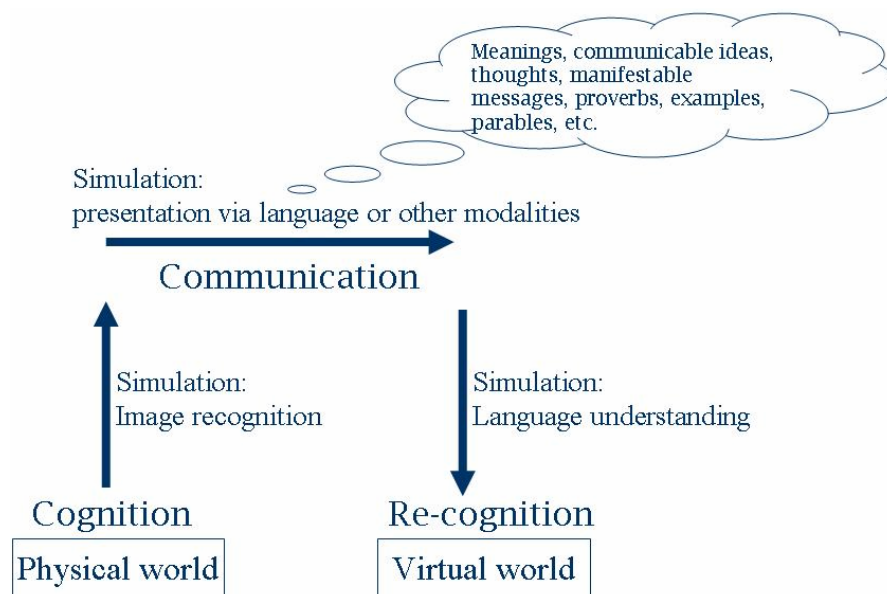 Meanings, communicable ideas,
thoughts, manifestable
messages, proverbs, examples,
parables, etc.
Simulation:
presentation via language or other modalities
Communication
Simulation:
Image recognition
Simulation:
Language understanding
Cognition
Re-cognition
Physical world
Virtual world